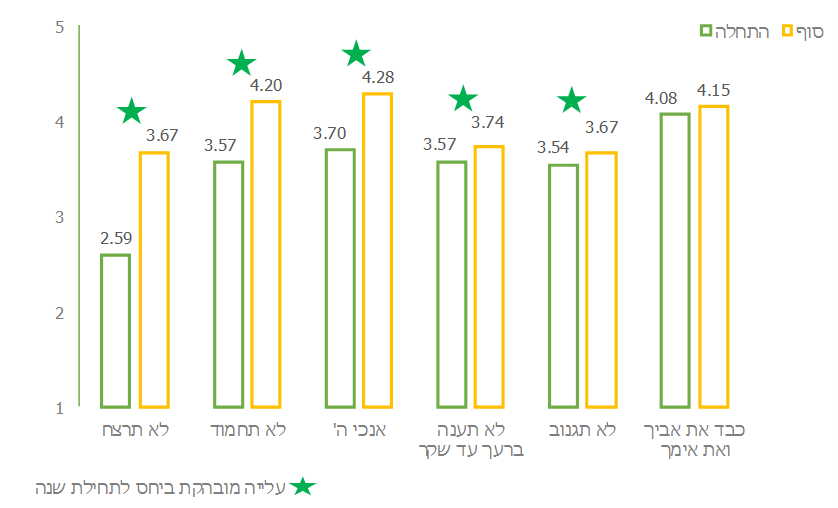 5
סוף
התחלה
4.28
4.20
4.15
4.08
4
3.74
3.70
3.67
3.67
3.57
3.57
3.54
3
2.59
2
1
לא תרצח
לא תחמוד
אנכי ה'
לא תענה
ברעך עד שקר
לא תגנוב
כבד את אביך
ואת אימך
עלייה מובהקת ביחס לתחילת שנה